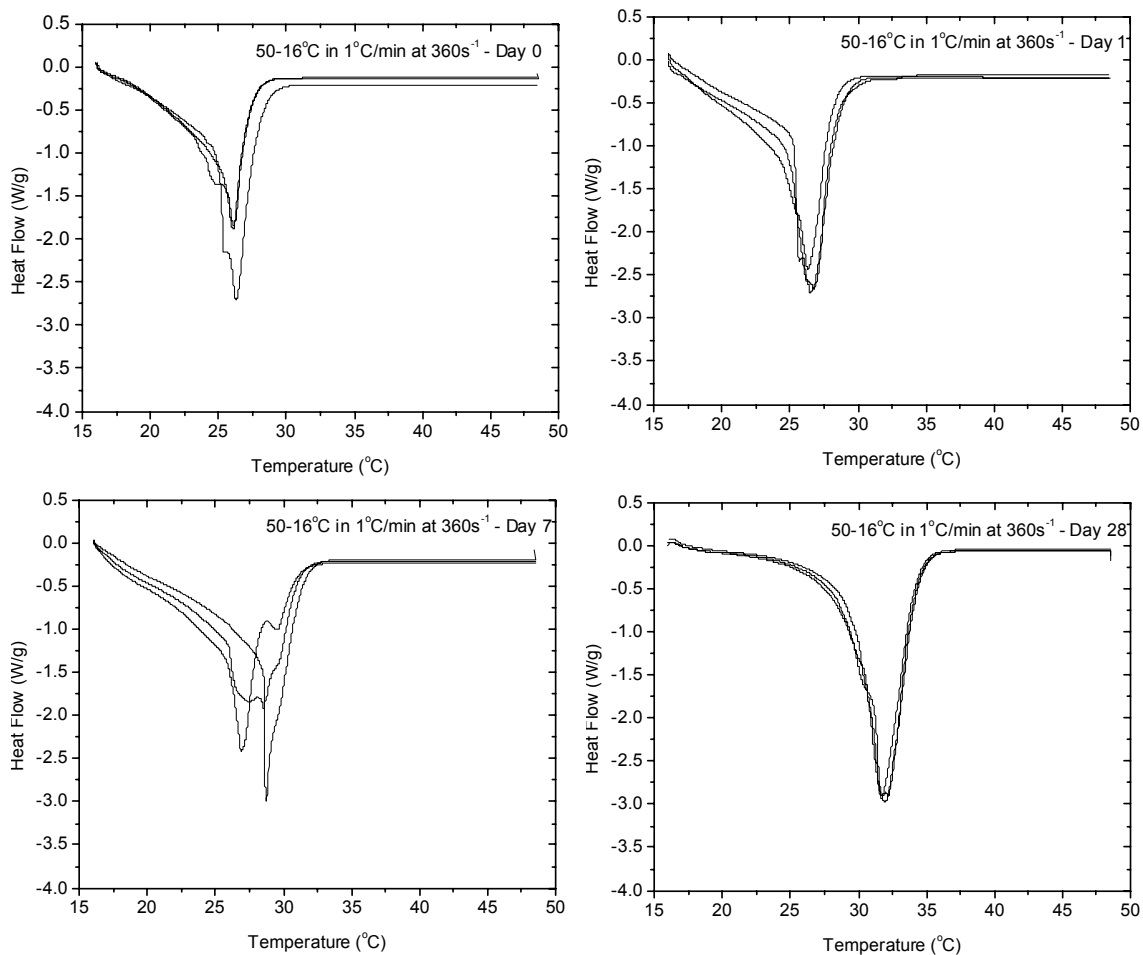 50-16°C in 1°C/min at 360s⁻¹ - Day 0
Heat Flow (W/g)
0.5
0.0
-0.5
-1.0
-1.5
-2.0
-2.5
-3.0
-3.5
-4.0
15 20 25 30 35 40 45 50
Temperature (°C)
50-16°C in 1°C/min at 360s⁻¹ - Day 1
Heat Flow (W/g)
0.5
0.0
-0.5
-1.0
-1.5
-2.0
-2.5
-3.0
-3.5
-4.0
15 20 25 30 35 40 45 50
Temperature (°C)
50-16°C in 1°C/min at 360s⁻¹ - Day 7
Heat Flow (W/g)
0.5
0.0
-0.5
-1.0
-1.5
-2.0
-2.5
-3.0
-3.5
-4.0
15 20 25 30 35 40 45 50
Temperature (°C)
50-16°C in 1°C/min at 360s⁻¹ - Day 28
Heat Flow (W/g)
0.5
0.0
-0.5
-1.0
-1.5
-2.0
-2.5
-3.0
-3.5
-4.0
15 20 25 30 35 40 45 50
Temperature (°C)